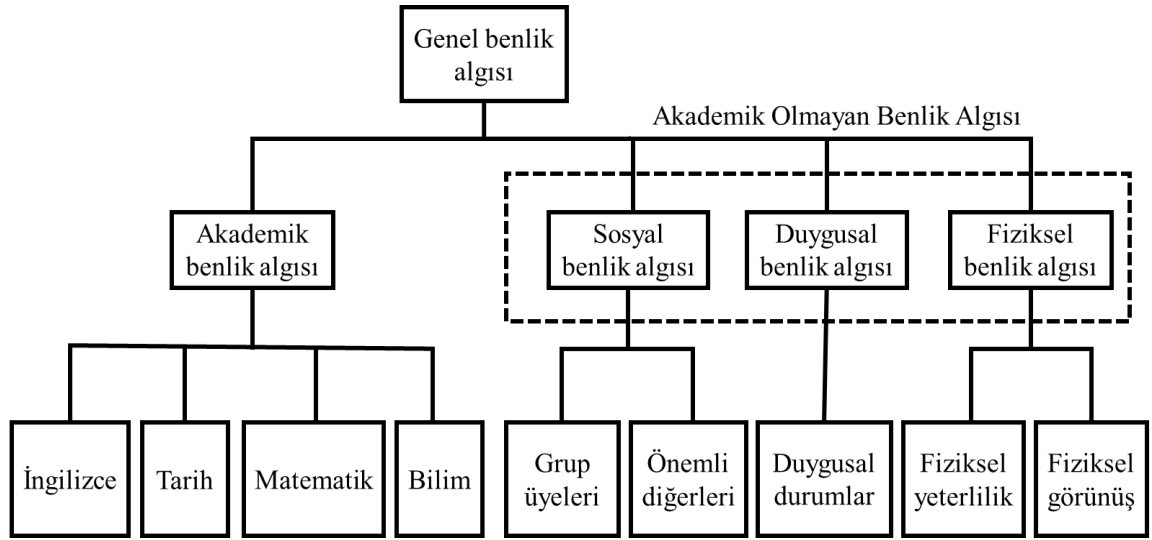 Genel benlik
algısı
Akademik Olmayan Benlik Algısı
Akademik
benlik algısı
Sosyal
benlik algısı
Duygusal
benlik algısı
Fiziksel
benlik algısı
İngilizce
Tarih
Matematik
Bilim
Grup
üyeleri
Önemli
diğerleri
Duygusal
durumlar
Fiziksel
yeterlilik
Fiziksel
görünüş